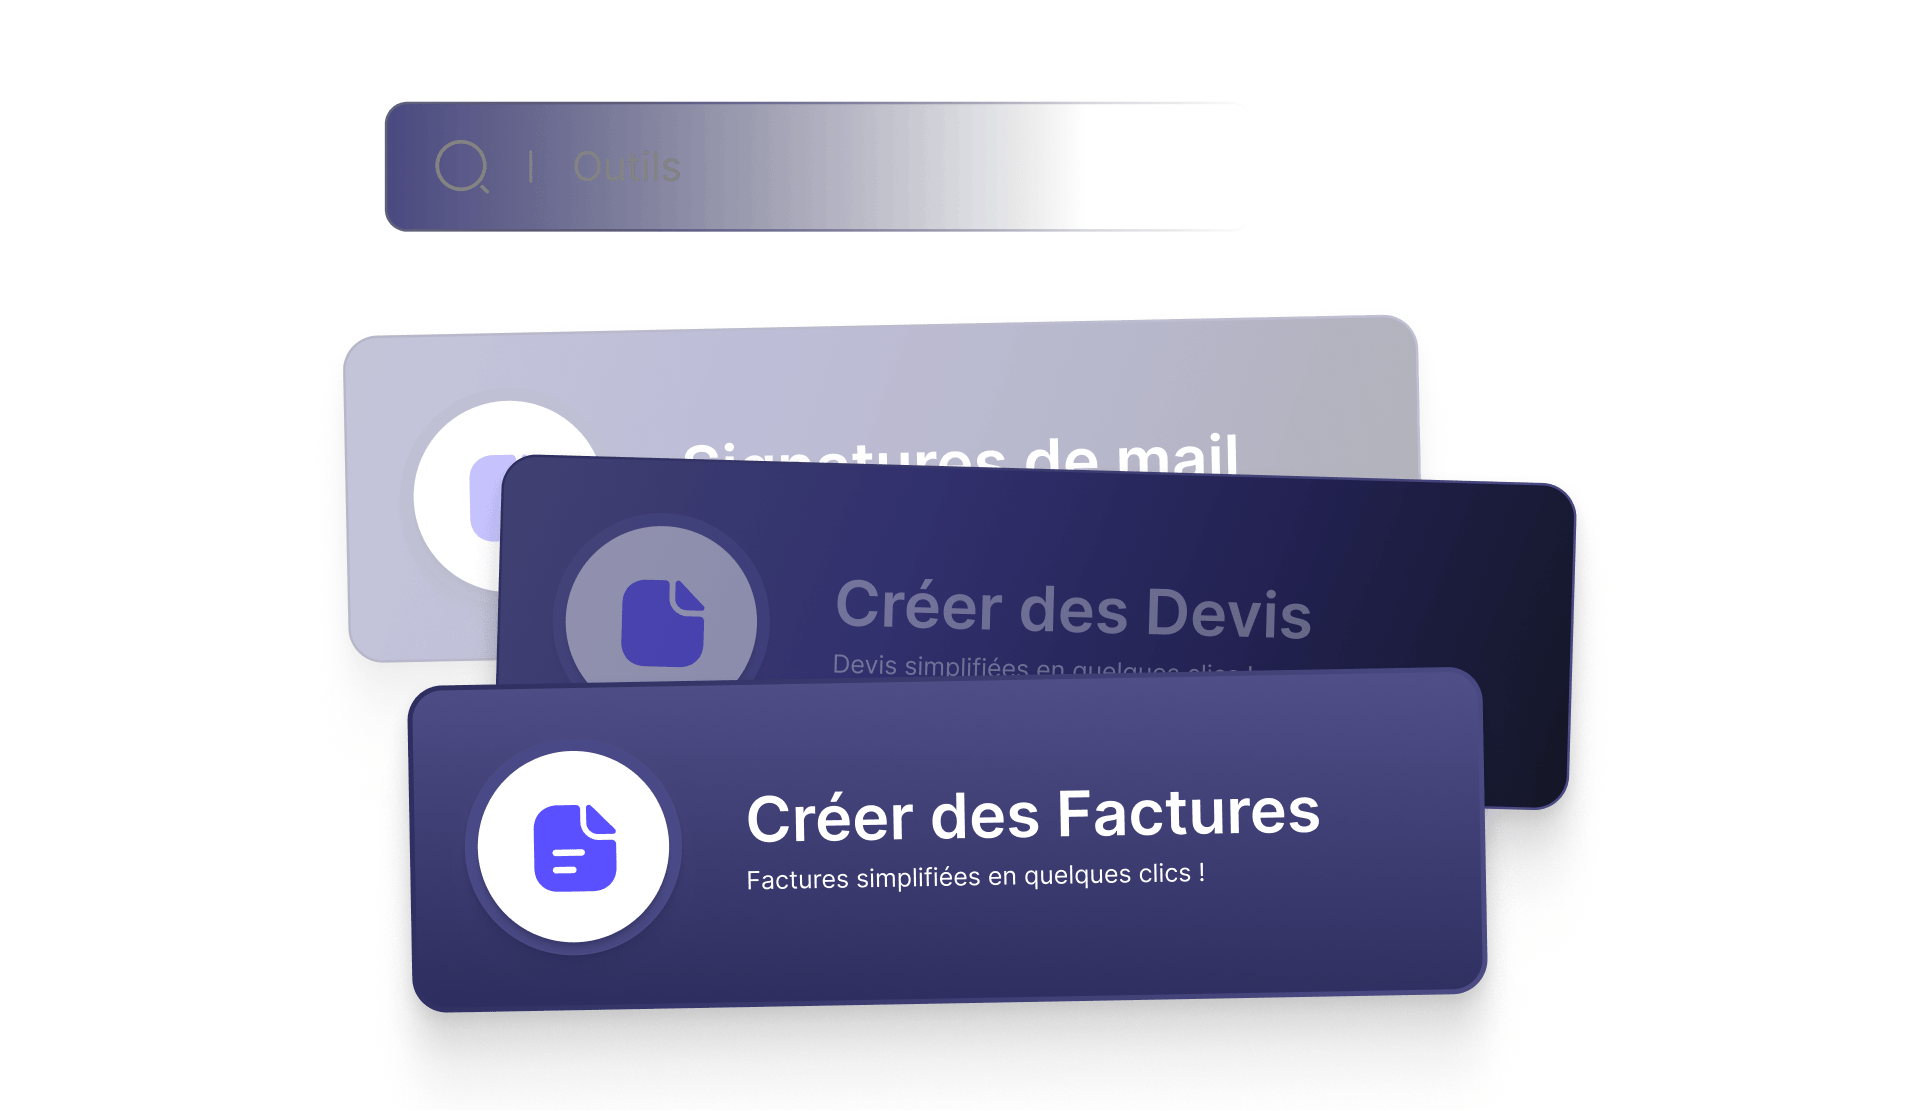 Outils
Signatures de mail
Créer des Devis
Devis simplifiées en quelques clics !
Créer des Factures
Factures simplifiées en quelques clics !